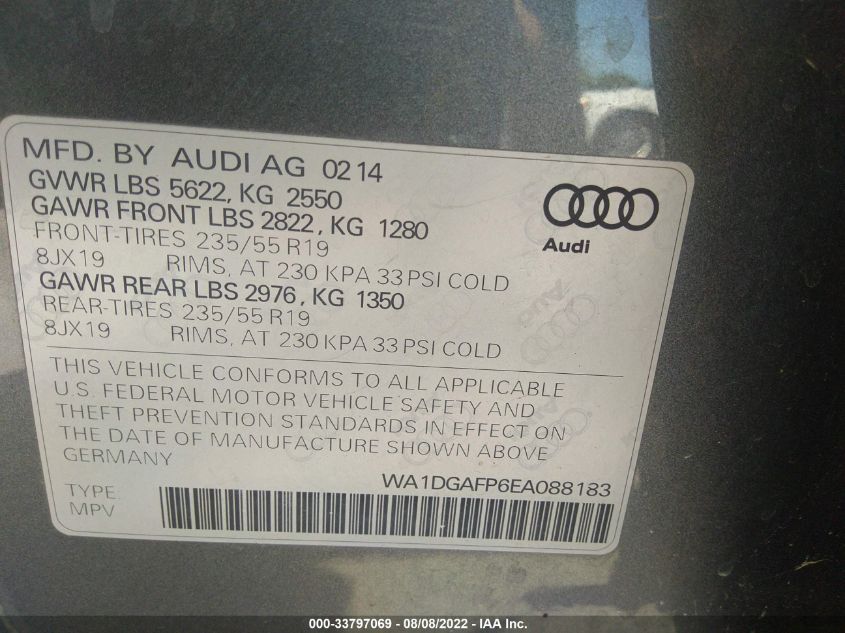 MFD. BY AUDI AG 02 14
GVWR LBS 5622, KG 2550
GAWR FRONT LBS 2822, KG 1280
FRONT-TIRES 235/55 R19
8JX19 RIMS, AT 230 KPA 33 PSI COLD
GAWR REAR LBS 2976, KG 1350
REAR-TIRES 235/55 R19
8JX19 RIMS, AT 230 KPA 33 PSI COLD
Audi
THIS VEHICLE CONFORMS TO ALL APPLICABLE
U.S. FEDERAL MOTOR VEHICLE SAFETY AND
THEFT PREVENTION STANDARDS IN EFFECT ON
THE DATE OF MANUFACTURE SHOWN ABOVE
GERMANY
WA1DGAFP6EA088183
TYPE:
MPV
000-33797069 - 08/08/2022 - IAA Inc.